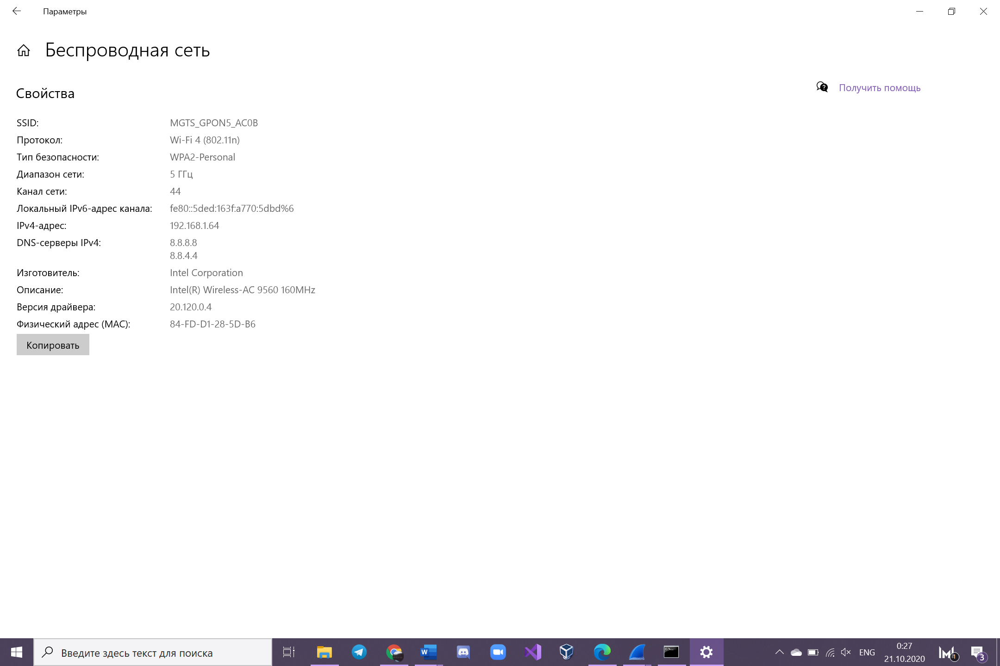 Параметры
Беспроводная сеть
Свойства
Получить помощь
SSID: MGTS_GPON5_AC0B
Протокол: Wi-Fi 4 (802.11n)
Тип безопасности: WPA2-Personal
Диапазон сети: 5 ГГц
Канал сети: 44
Локальный IPv6-адрес канала: fe80::5ded:163f:a770:5dbd%6
IPv4-адрес: 192.168.1.64
DNS-серверы IPv4: 8.8.8.8
8.8.4.4
Изготовитель: Intel Corporation
Описание: Intel(R) Wireless-AC 9560 160MHz
Версия драйвера: 20.120.0.4
Физический адрес (MAC): 84-FD-D1-28-5D-B6
Копировать
Введите здесь текст для поиска
ENG
0:27
21.10.2020
1
3